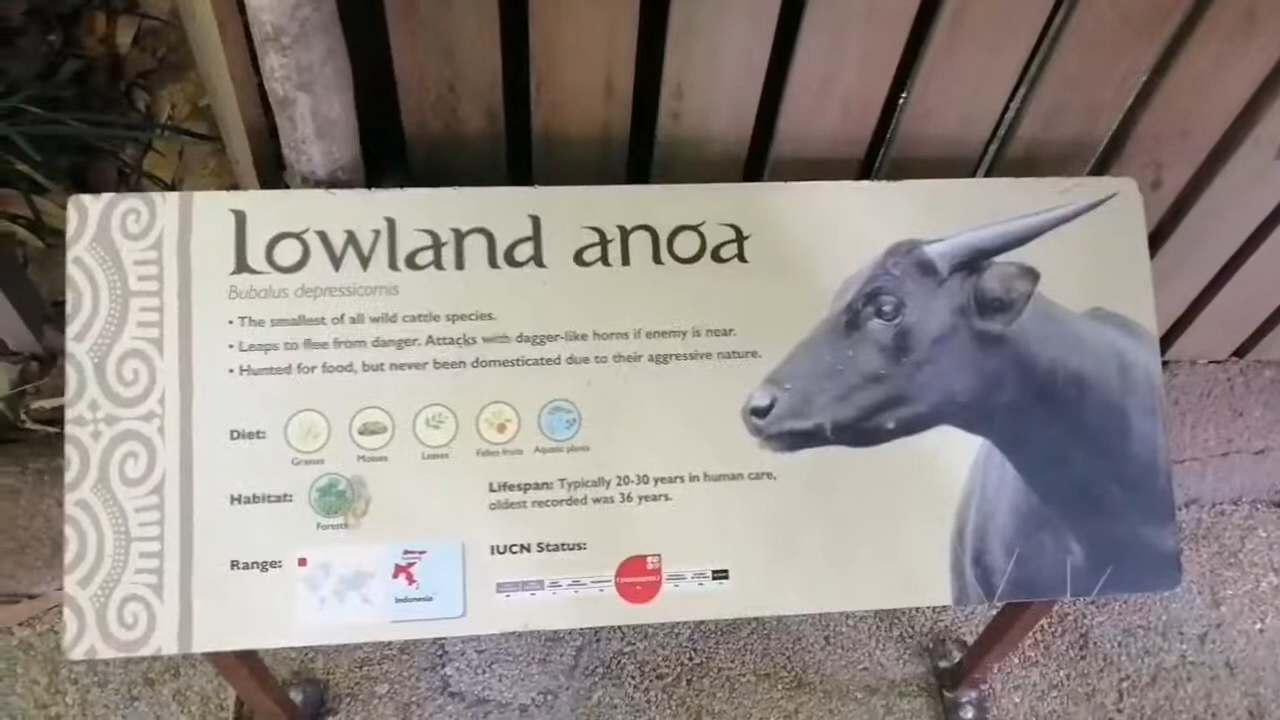 Lowland anoa
Bubalus depressicornis
• The smallest of all wild cattle species.
• Leaps to flee from danger. Attacks with dagger-like horns if enemy is near.
• Hunted for food, but never been domesticated due to their aggressive nature.
Diet:
Grasses Mosses Leaves Fallen fruits Aquatic plants
Habitat:
Forests
Lifespan: Typically 20-30 years in human care,
oldest recorded was 36 years.
Range:
Indonesia
IUCN Status:
ENDANGERED